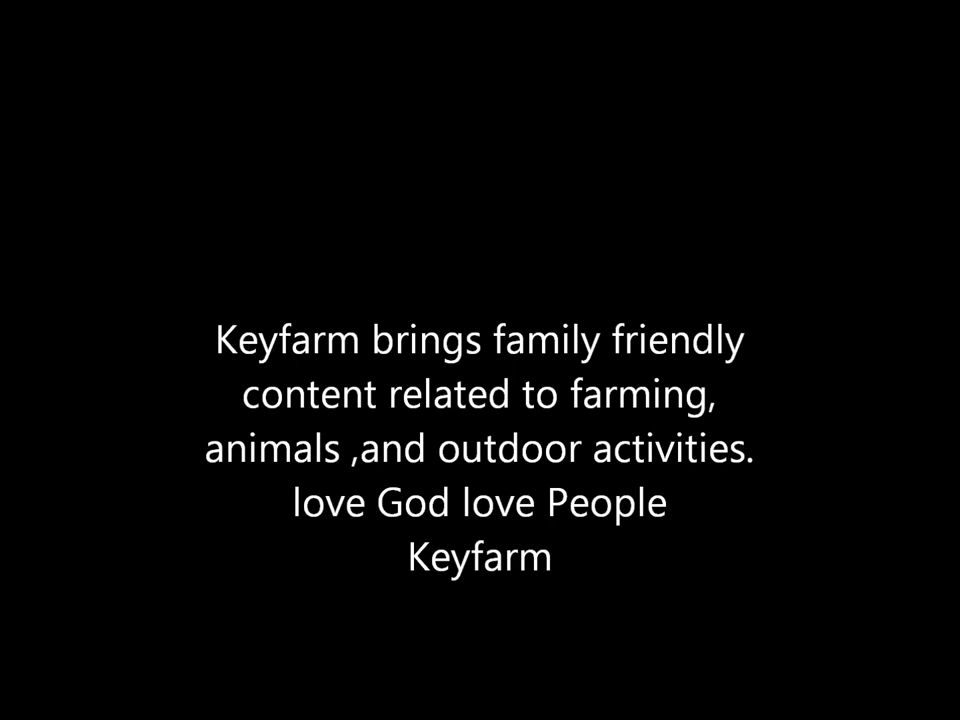 Keyfarm brings family friendly
content related to farming,
animals ,and outdoor activities.
love God love People
Keyfarm